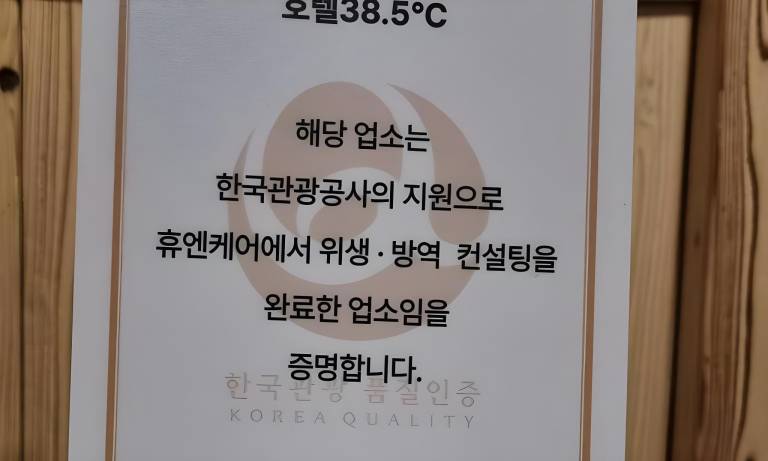 호텔38.5°C
해당 업소는
한국관광공사의 지원으로
휴엔케어에서 위생·방역 컨설팅을
완료한 업소임을
증명합니다.
한국관광 품질인증
KOREA QUALITY